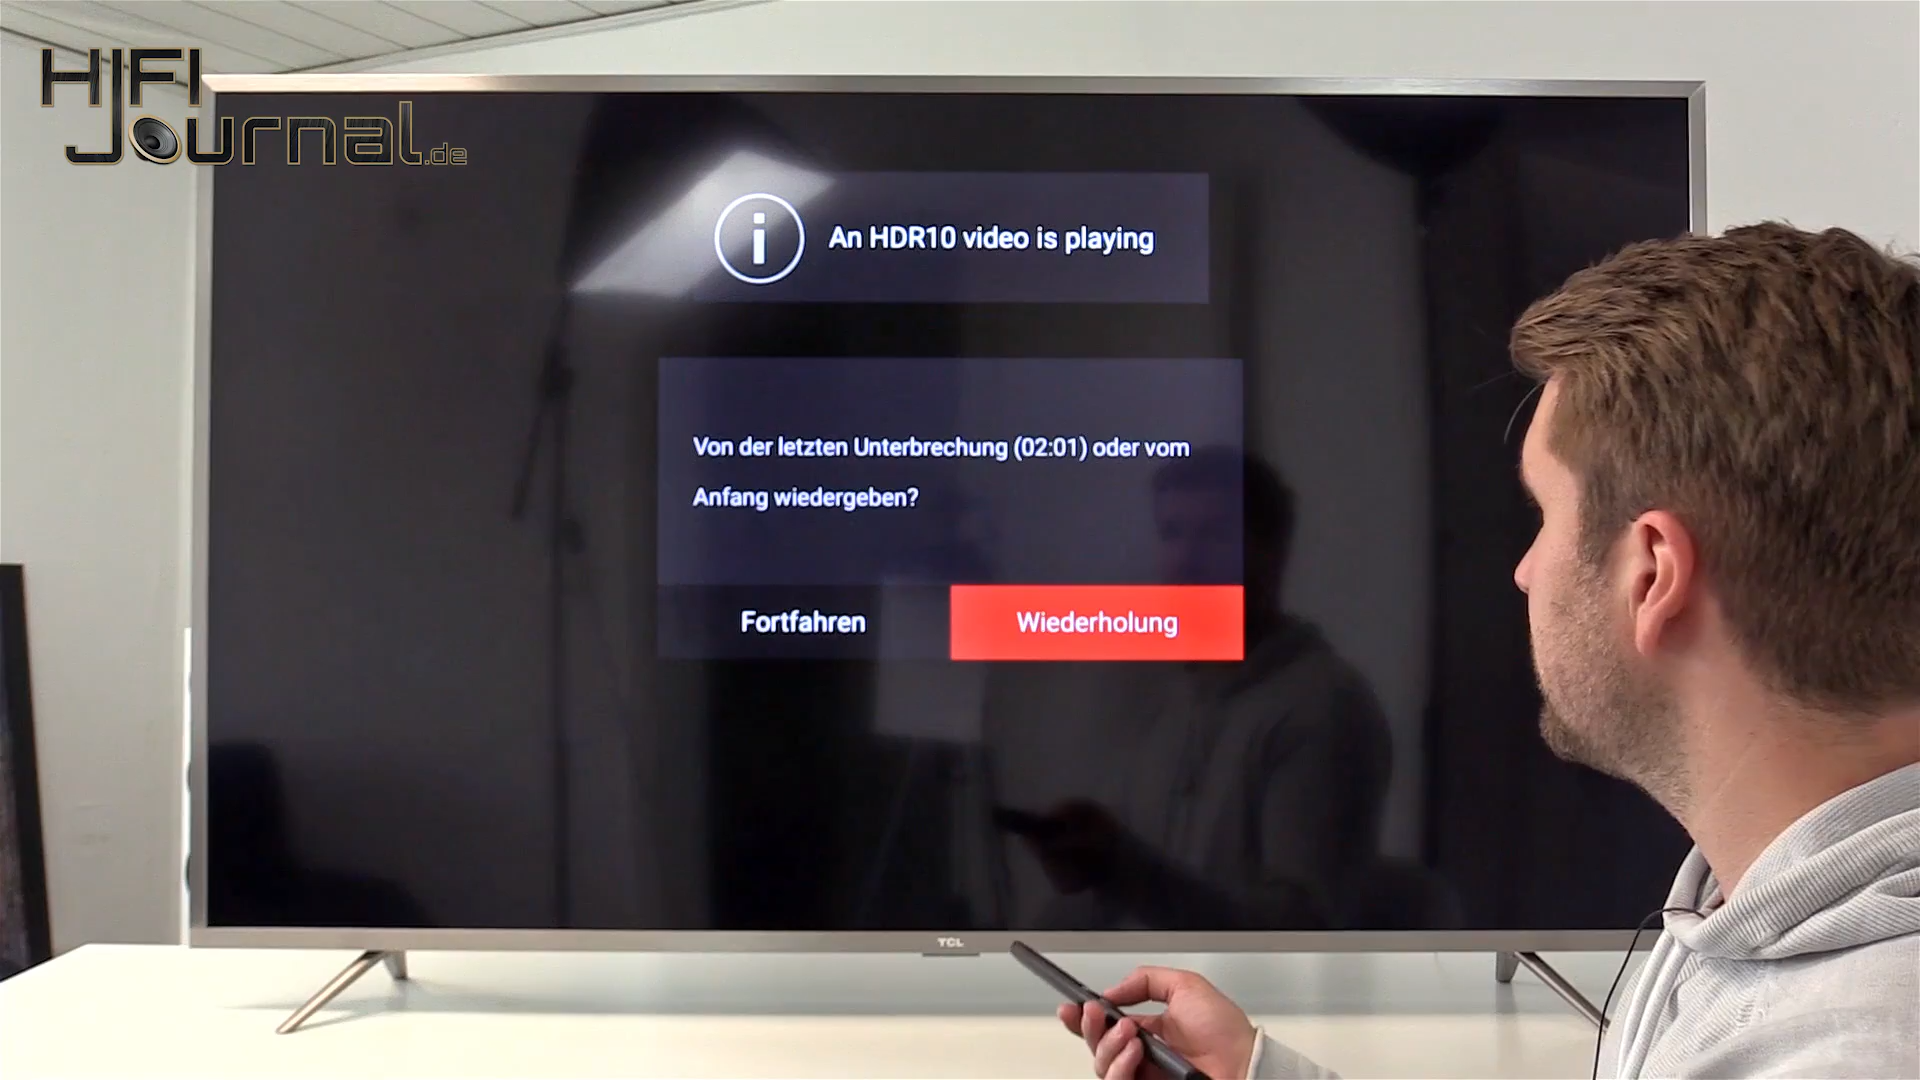 HIFI
Journal.de
An HDR10 video is playing
Von der letzten Unterbrechung (02:01) oder vom
Anfang wiedergeben?
Fortfahren
Wiederholung
TCL